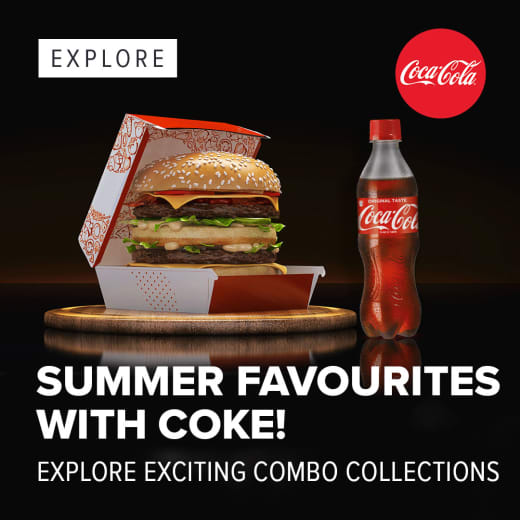 EXPLORE
Coca-Cola
ORIGINAL TASTE
Coca-Cola
SUMMER FAVOURITES
WITH COKE!
EXPLORE EXCITING COMBO COLLECTIONS